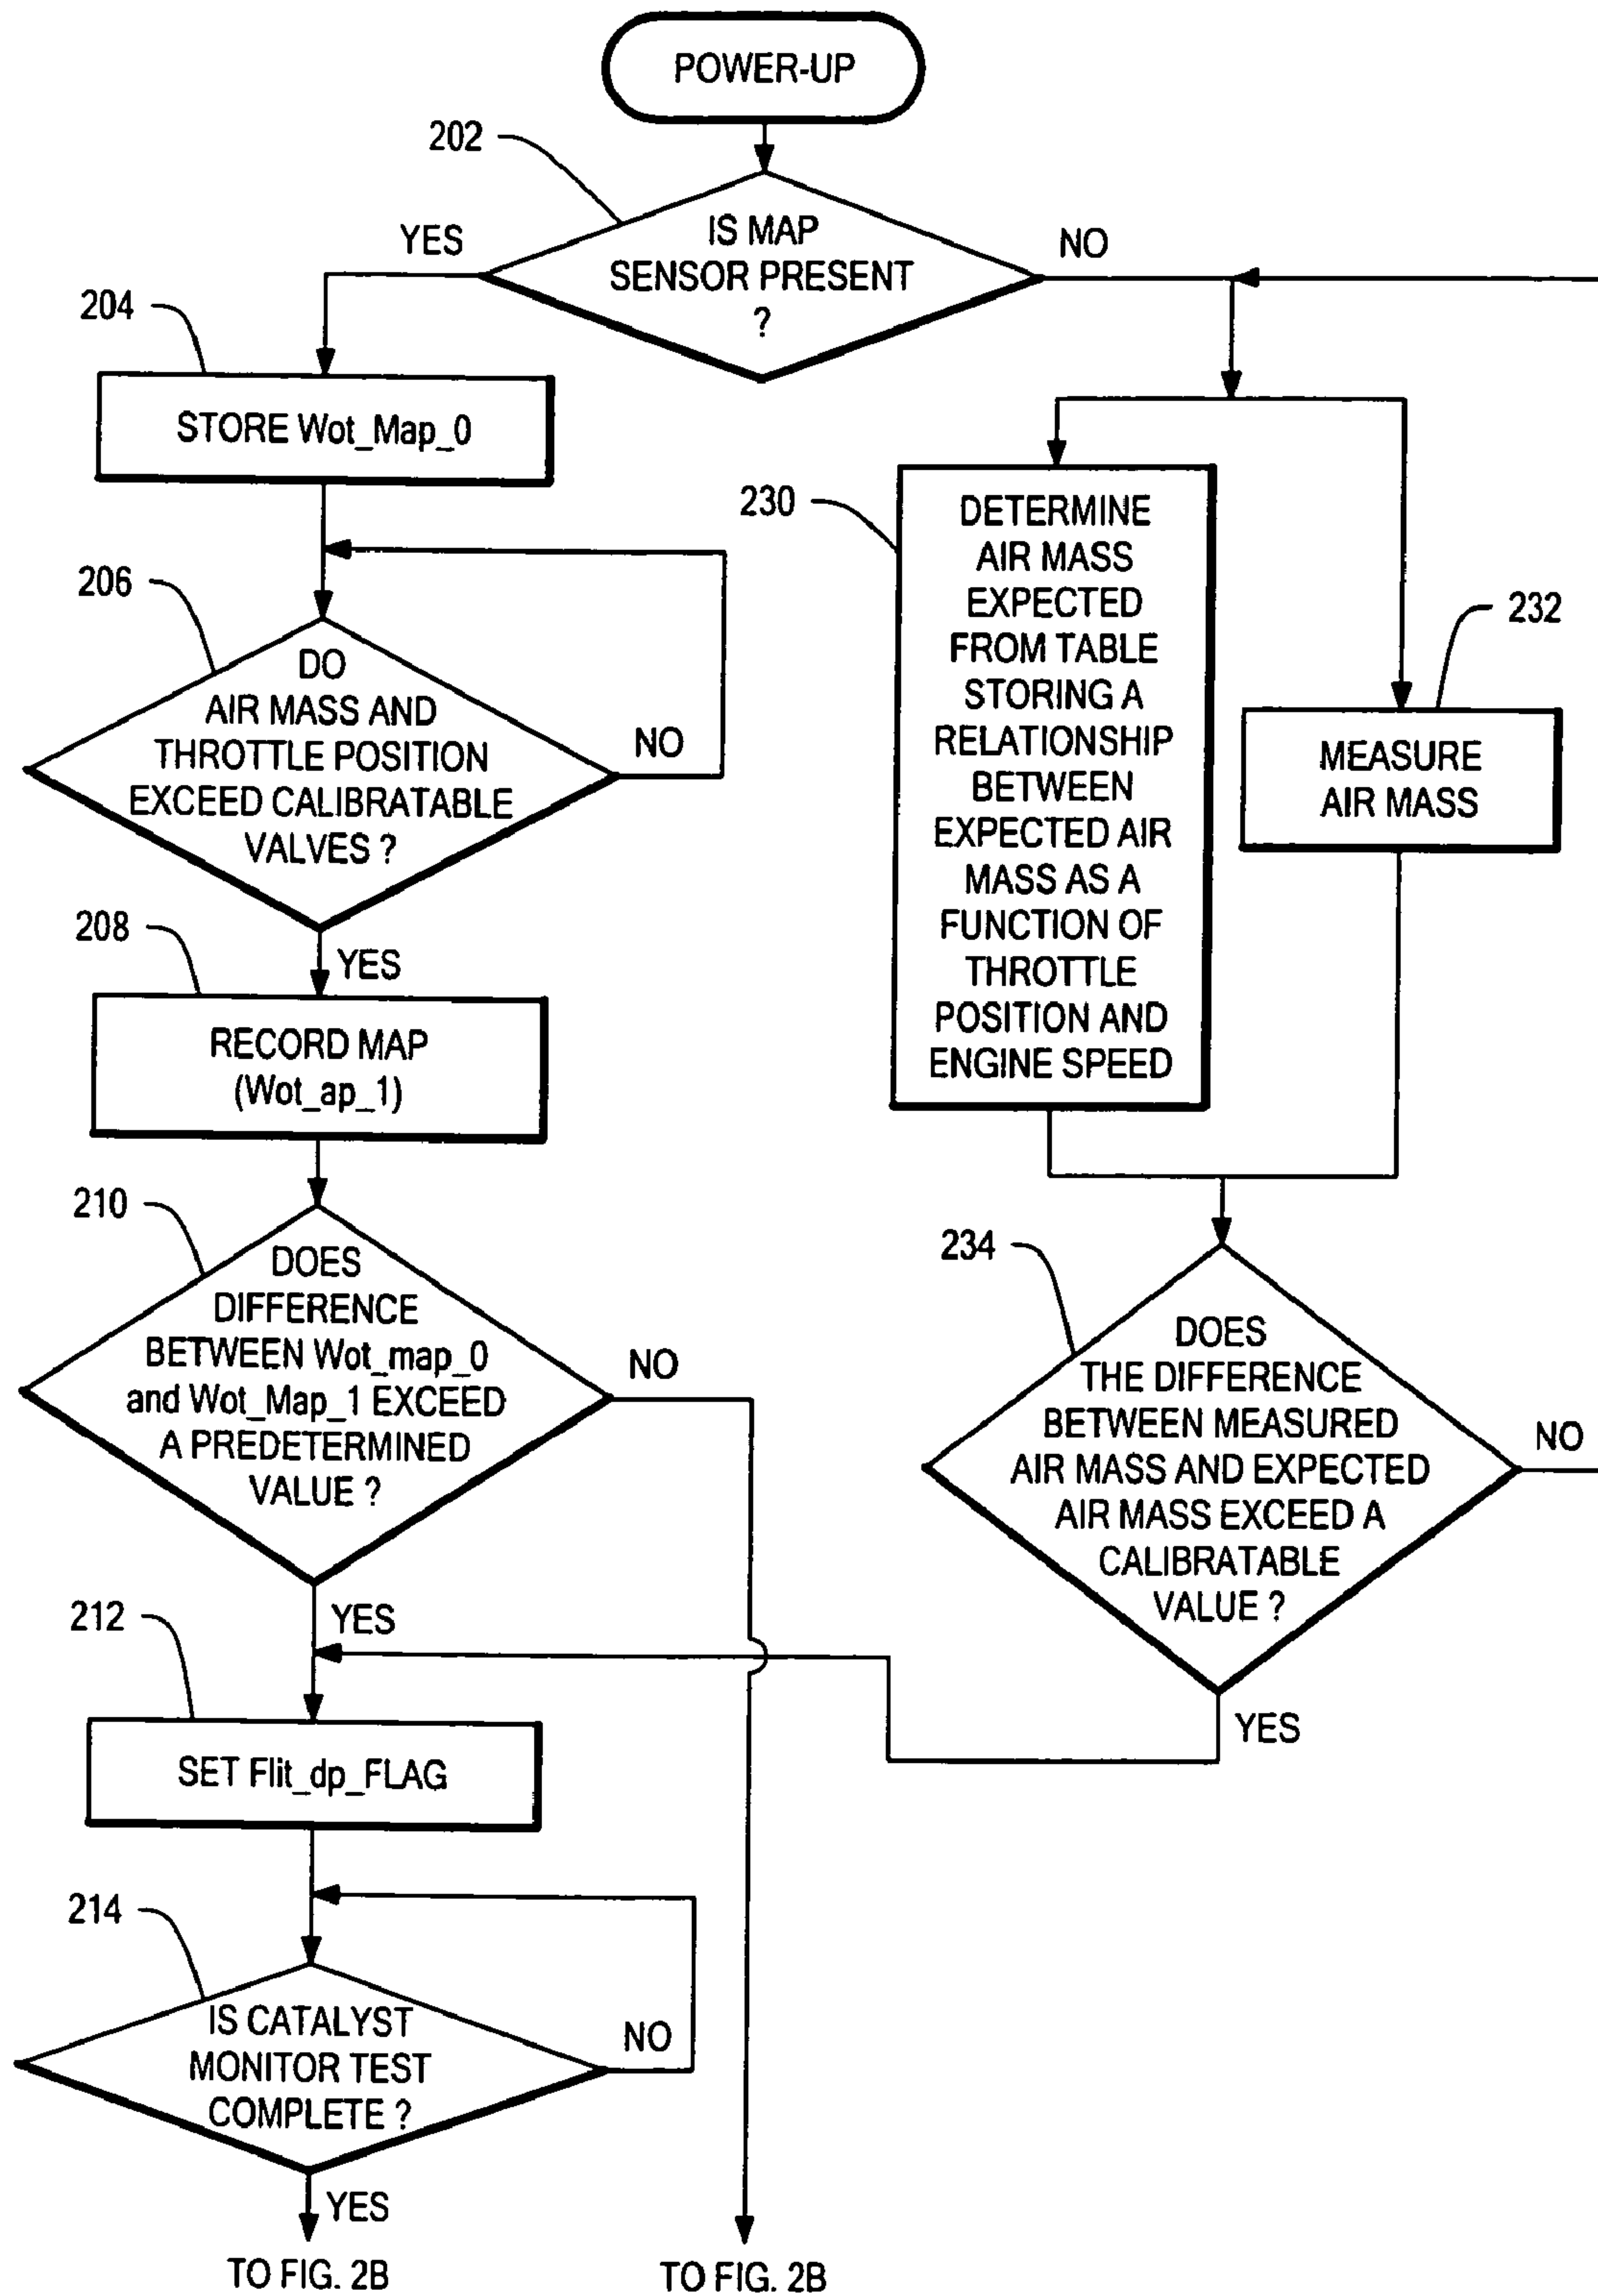 POWER-UP
202
IS MAP
SENSOR PRESENT
?
YES
NO
204
STORE Wot_Map_0
206
DO
AIR MASS AND
THROTTLE POSITION
EXCEED CALIBRATABLE
VALVES ?
NO
YES
208
RECORD MAP
(Wot_ap_1)
210
DOES
DIFFERENCE
BETWEEN Wot_map_0
and Wot_Map_1 EXCEED
A PREDETERMINED
VALUE ?
NO
YES
212
SET Flit_dp_FLAG
214
IS CATALYST
MONITOR TEST
COMPLETE ?
NO
YES
TO FIG. 2B
TO FIG. 2B
230
DETERMINE
AIR MASS
EXPECTED
FROM TABLE
STORING A
RELATIONSHIP
BETWEEN
EXPECTED AIR
MASS AS A
FUNCTION OF
THROTTLE
POSITION AND
ENGINE SPEED
232
MEASURE
AIR MASS
234
DOES
THE DIFFERENCE
BETWEEN MEASURED
AIR MASS AND EXPECTED
AIR MASS EXCEED A
CALIBRATABLE
VALUE ?
NO
YES